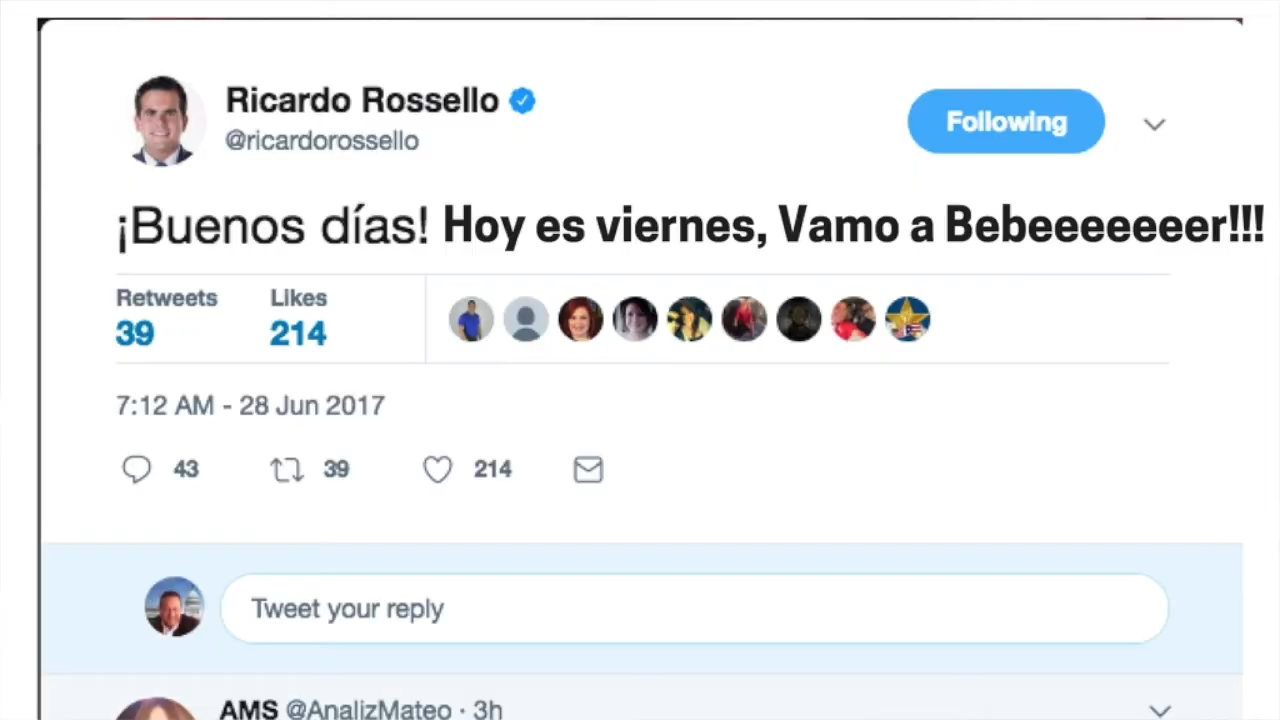 Ricardo Rossello
@ricardorossello
Following
¡Buenos días! Hoy es viernes, Vamo a Bebeeeeeeer!!!
Retweets Likes
39 214
7:12 AM - 28 Jun 2017
43 39 214
Tweet your reply
AMS @AnalizMateo · 3h